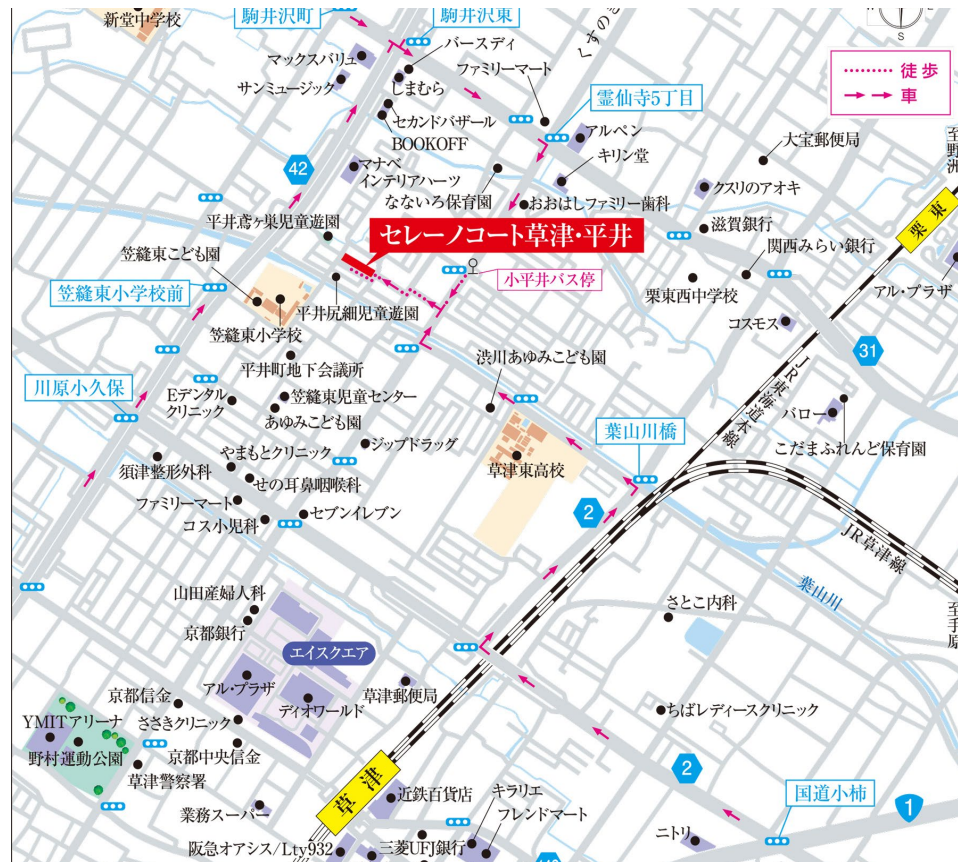 新堂中学校
駒井沢町
駒井沢東
くすのき
S
徒歩
車
マックスバリュ
サンミュージック
バースディ
しまむら
ファミリーマート
霊仙寺5丁目
セカンドバザール
BOOKOFF
アルペン
キリン堂
大宝郵便局
至野洲
42
マナベ
インテリアハーツ
なないろ保育園
おおはしファミリー歯科
クスリのアオキ
滋賀銀行
栗東
平井鳶ヶ巣児童遊園
セレーノコート草津・平井
関西みらい銀行
笠縫東こども園
小平井バス停
栗東西中学校
アル・プラザ
笠縫東小学校前
平井尻細児童遊園
笠縫東小学校
コスモス
31
平井町地下会議所
渋川あゆみこども園
JR東海道本線
川原小久保
Eデンタル
クリニック
笠縫東児童センター
あゆみこども園
バロー
こだまふれんど保育園
やまもとクリニック
ジップドラッグ
葉山川橋
須津整形外科
せの耳鼻咽喉科
草津東高校
ファミリーマート
コス小児科
セブンイレブン
2
JR草津線
葉山川
至手原
山田産婦人科
京都銀行
さとこ内科
エイスクエア
アル・プラザ
ディオワールド
草津郵便局
京都信金
ささきクリニック
ちばレディースクリニック
YMITアリーナ
野村運動公園
京都中央信金
草津警察署
2
草津
近鉄百貨店
キラリエ
フレンドマート
国道小柿
1
業務スーパー
阪急オアシス/Lty932
三菱UFJ銀行
ニトリ